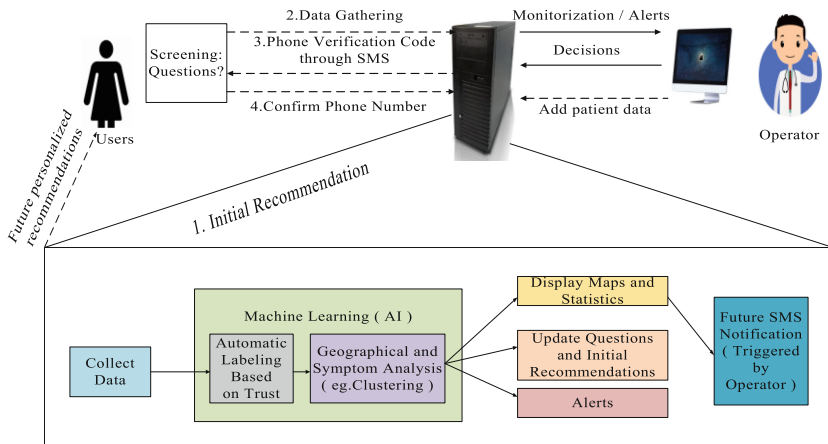 2.Data Gathering
Monitorization / Alerts
Screening:
Questions?
3.Phone Verification Code
through SMS
Decisions
4.Confirm Phone Number
Add patient data
Users
Operator
Future personalized
recommendations
1. Initial Recommendation
Machine Learning ( AI )
Collect
Data
Automatic
Labeling
Based
on Trust
Geographical and
Symptom Analysis
( eg.Clustering )
Display Maps and
Statistics
Update Questions
and Initial
Recommendations
Alerts
Future SMS
Notification
( Triggered
by
Operator )